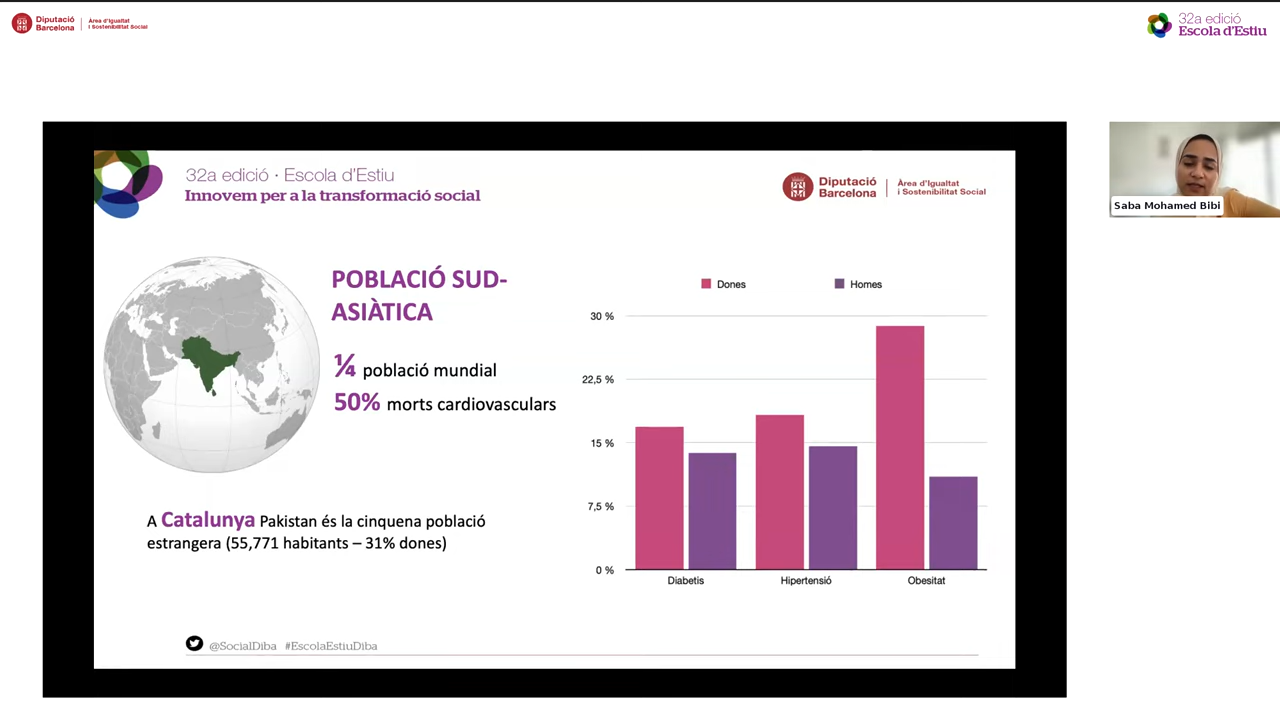 Diputació
Barcelona
Àrea d'Igualtat
i Sostenibilitat Social
32a edició
Escola d'Estiu
32a edició · Escola d'Estiu
Innovem per a la transformació social
Diputació
Barcelona
Àrea d'Igualtat
i Sostenibilitat Social
POBLACIÓ SUD-
ASIÀTICA
¼ població mundial
50% morts cardiovasculars
A Catalunya Pakistan és la cinquena població
estrangera (55,771 habitants – 31% dones)
Dones
Homes
30 %
22,5 %
15 %
7,5 %
0 %
Diabetis
Hipertensió
Obesitat
@SocialDiba #EscolaEstiuDiba
Saba Mohamed Bibi